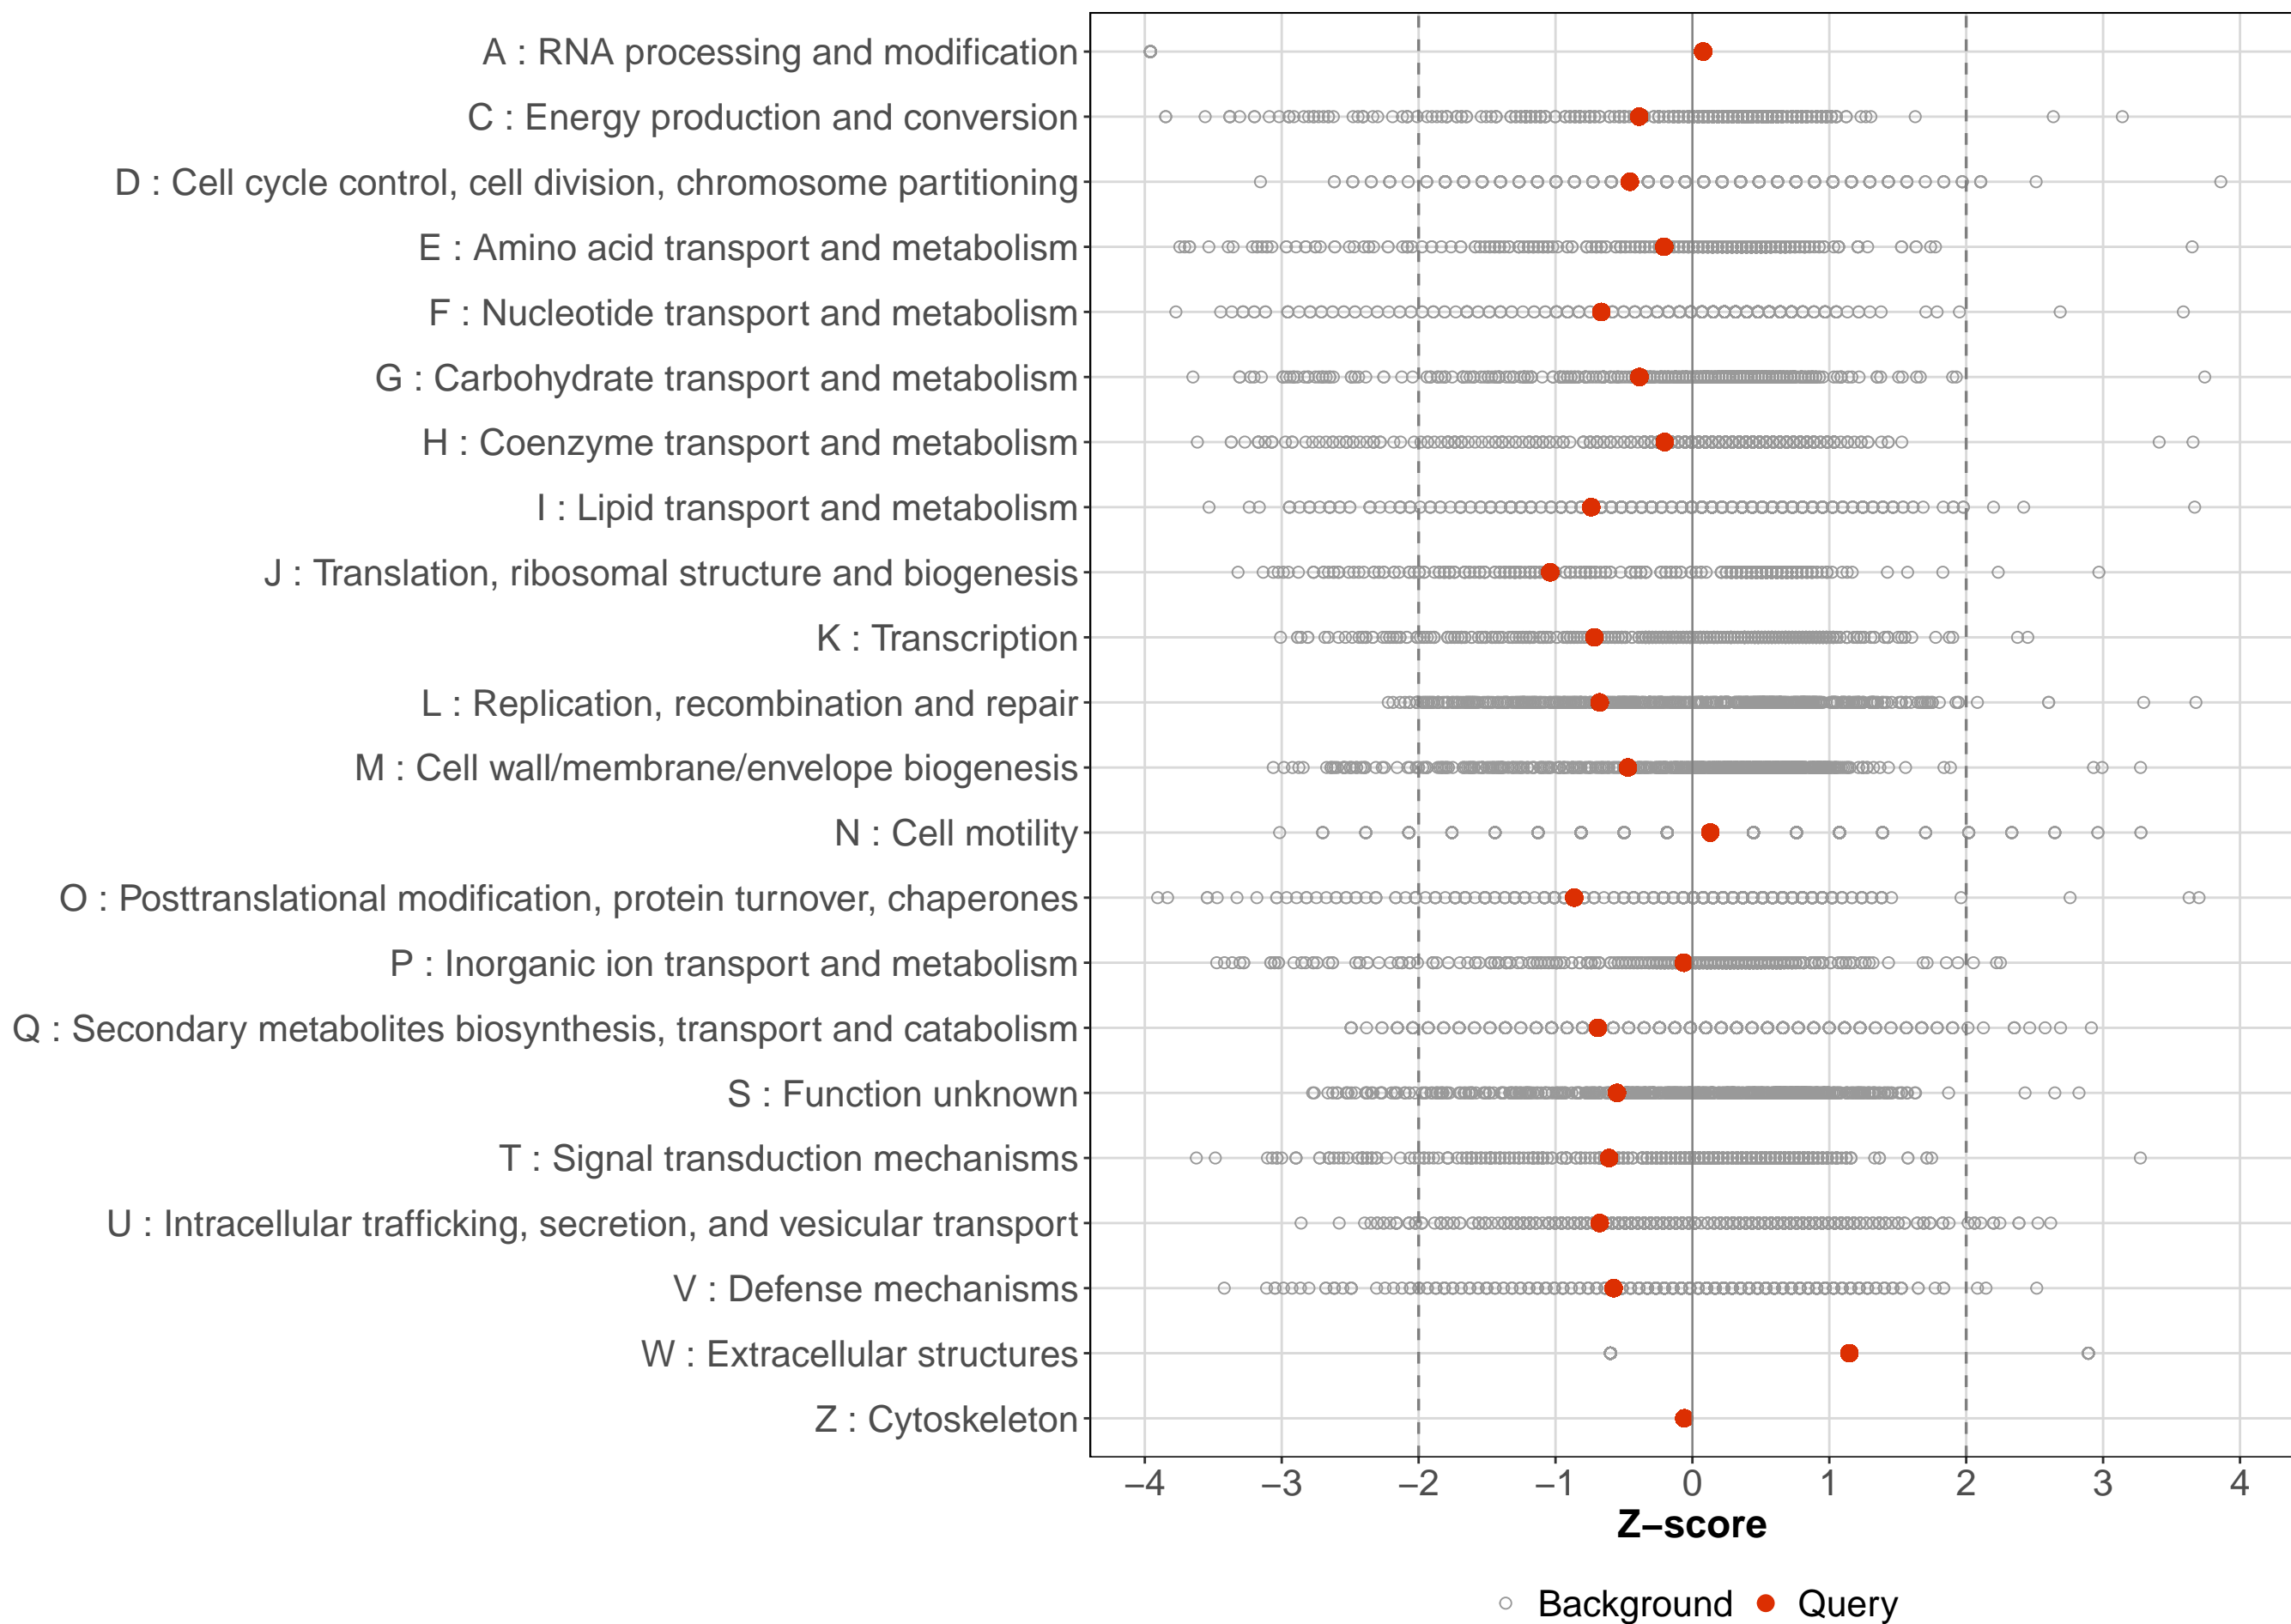 A : RNA processing and modification
C : Energy production and conversion
D : Cell cycle control, cell division, chromosome partitioning
E : Amino acid transport and metabolism
F : Nucleotide transport and metabolism
G : Carbohydrate transport and metabolism
H : Coenzyme transport and metabolism
I : Lipid transport and metabolism
J : Translation, ribosomal structure and biogenesis
K : Transcription
L : Replication, recombination and repair
M : Cell wall/membrane/envelope biogenesis
N : Cell motility
O : Posttranslational modification, protein turnover, chaperones
P : Inorganic ion transport and metabolism
Q : Secondary metabolites biosynthesis, transport and catabolism
S : Function unknown
T : Signal transduction mechanisms
U : Intracellular trafficking, secretion, and vesicular transport
V : Defense mechanisms
W : Extracellular structures
Z : Cytoskeleton
−4 −3 −2 −1 0 1 2 3 4
Z−score
Background Query